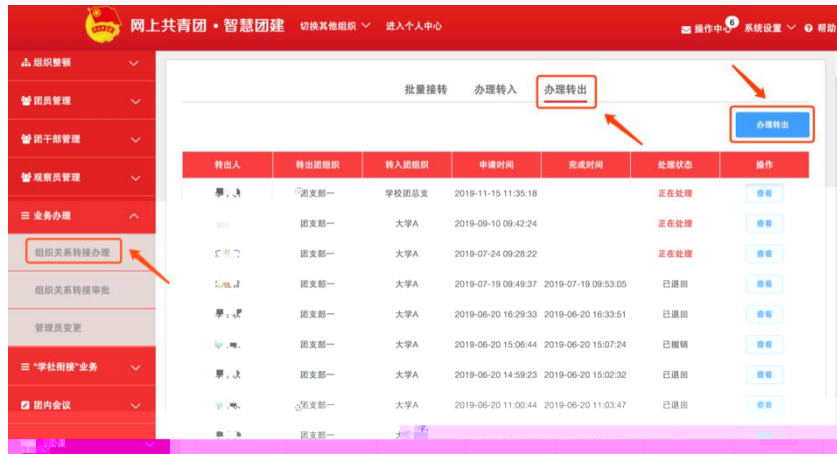 网上共青团·智慧团建 切换其他组织 进入个人中心 操作中心 6 系统设置 帮助
组织整顿
团员管理
团干部管理
观察员管理
业务办理
组织关系转接办理
组织关系转接审批
管理员变更
“学社衔接”业务
团内会议
批量接转 办理转入 办理转出
办理转出
转出人 转出团组织 转入团组织 申请时间 完成时间 处理状态 操作
团支部一 学校团总支 2019-11-15 11:35:18 正在处理 查看
团支部一 大学A 2019-09-10 09:42:24 正在处理 查看
团支部一 大学A 2019-07-24 09:28:22 正在处理 查看
团支部一 大学A 2019-07-19 09:49:37 2019-07-19 09:53:05 已退回 查看
团支部一 大学A 2019-06-20 16:29:33 2019-06-20 16:33:51 已退回 查看
团支部一 大学A 2019-06-20 15:06:44 2019-06-20 15:07:24 已撤销 查看
团支部一 大学A 2019-06-20 14:59:23 2019-06-20 15:02:32 已退回 查看
团支部一 大学A 2019-06-20 11:00:44 2019-06-20 11:03:47 已退回 查看
团支部一